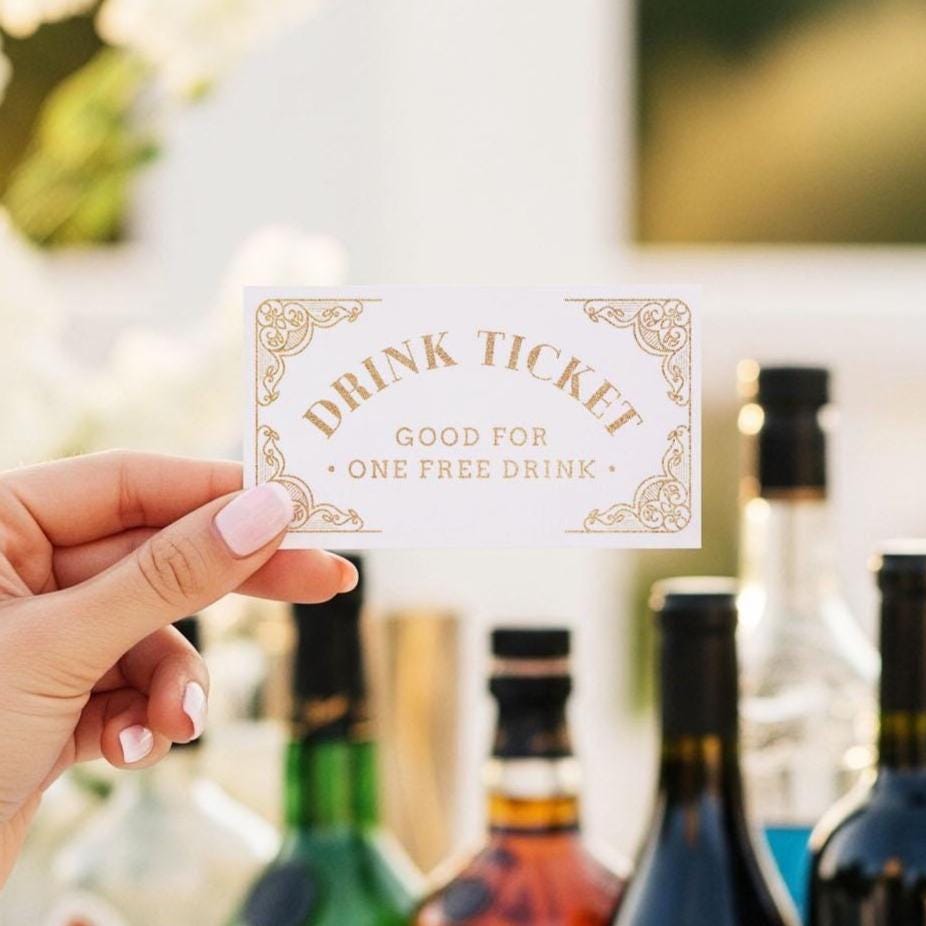 DRINK TICKET
GOOD FOR
• ONE FREE DRINK •